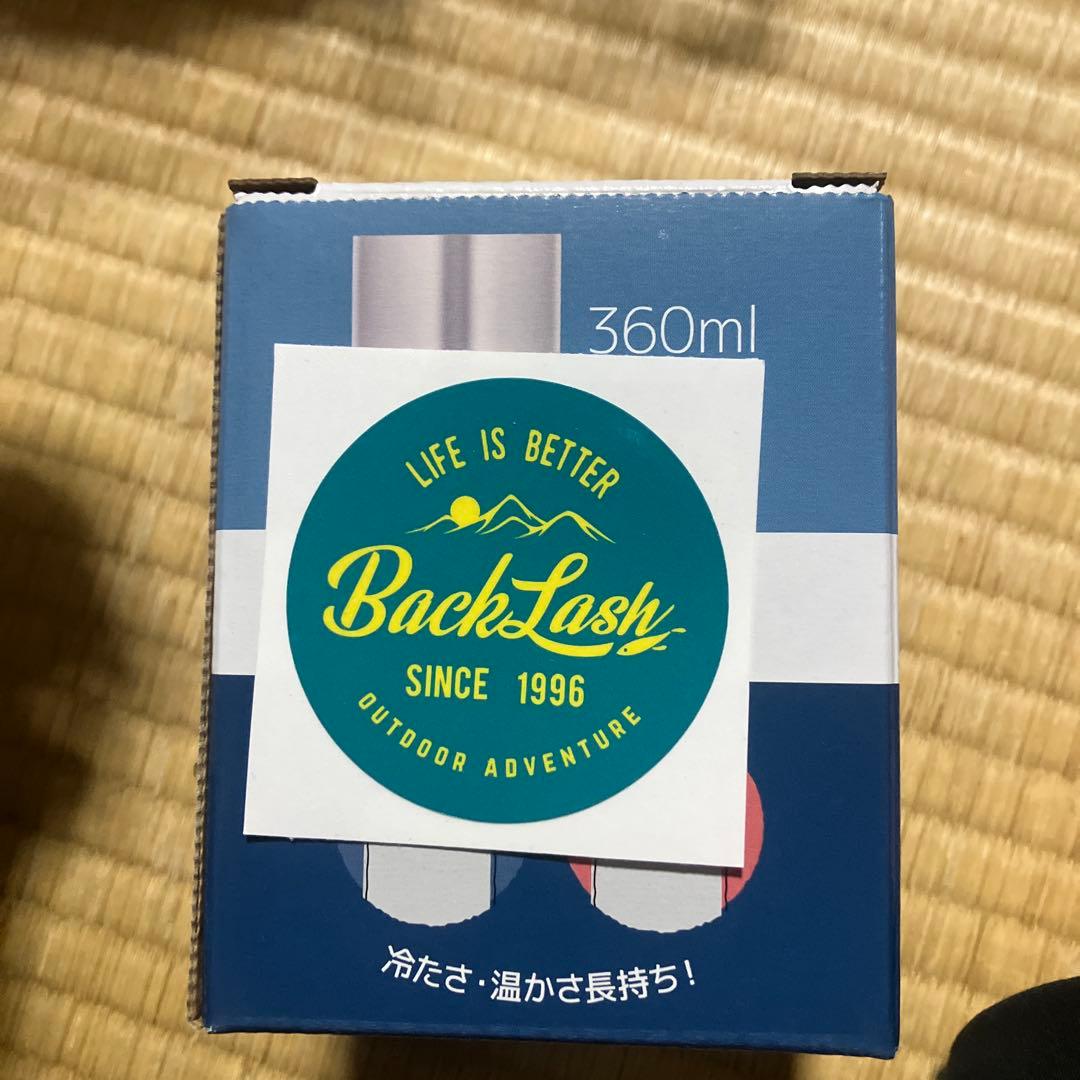 360ml
LIFE IS BETTER
BackLash
SINCE 1996
OUTDOOR ADVENTURE
冷たさ・温かさ長持ち!